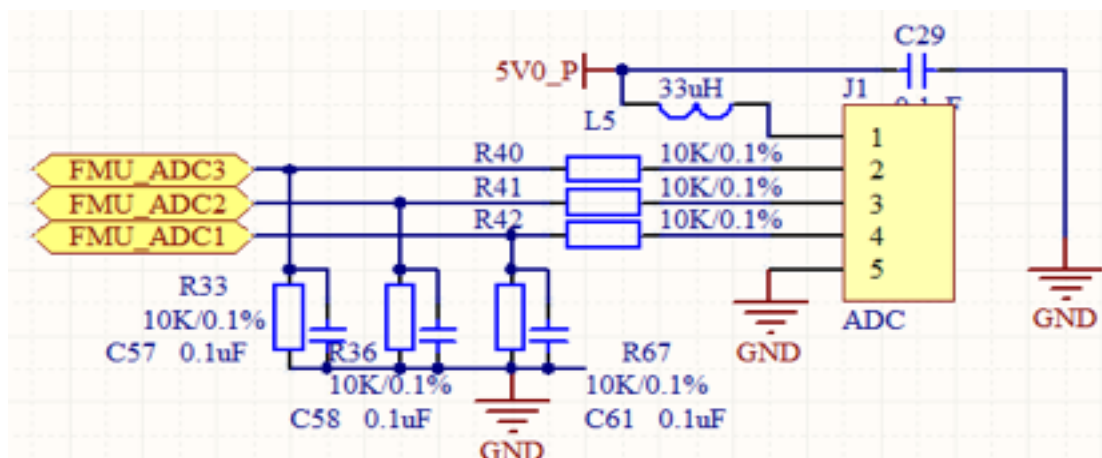 C29
5V0_P
33uH
J1
0.1uF
L5
1
R40
10K/0.1%
FMU_ADC3
2
R41
10K/0.1%
FMU_ADC2
3
R42
10K/0.1%
FMU_ADC1
4
5
R33
10K/0.1%
C57 0.1uF
GND
ADC
GND
R36
10K/0.1%
C58 0.1uF
R67
10K/0.1%
C61 0.1uF
GND